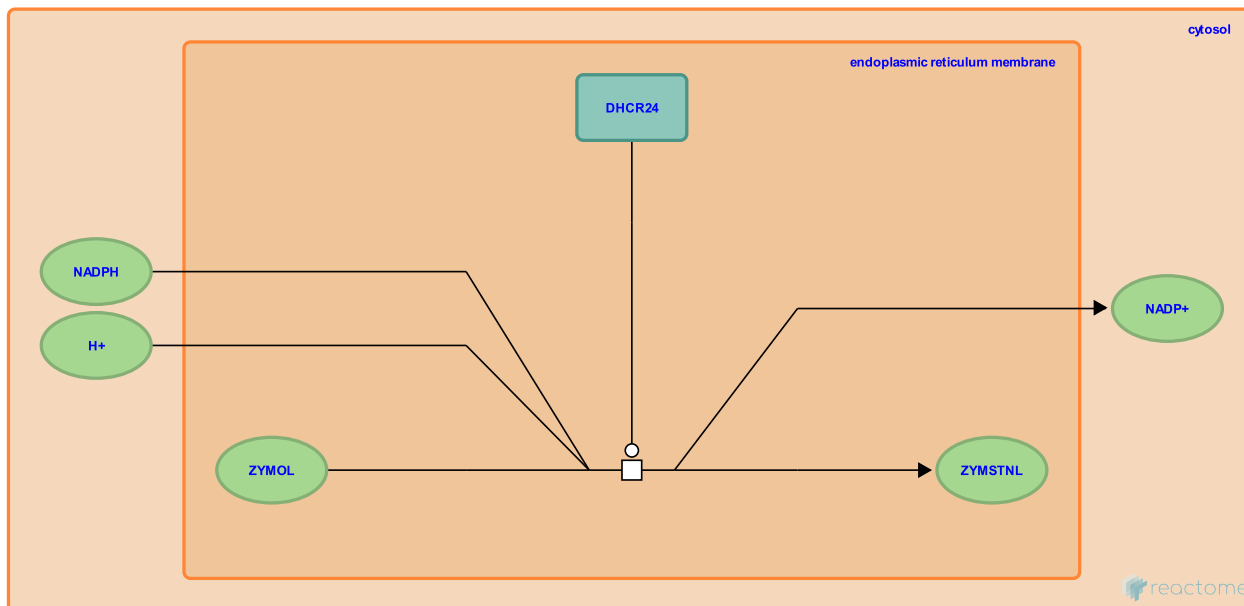 cytosol
endoplasmic reticulum membrane
DHCR24
NADPH
NADP+
H+
ZYMOL
ZYMSTNL
reactome